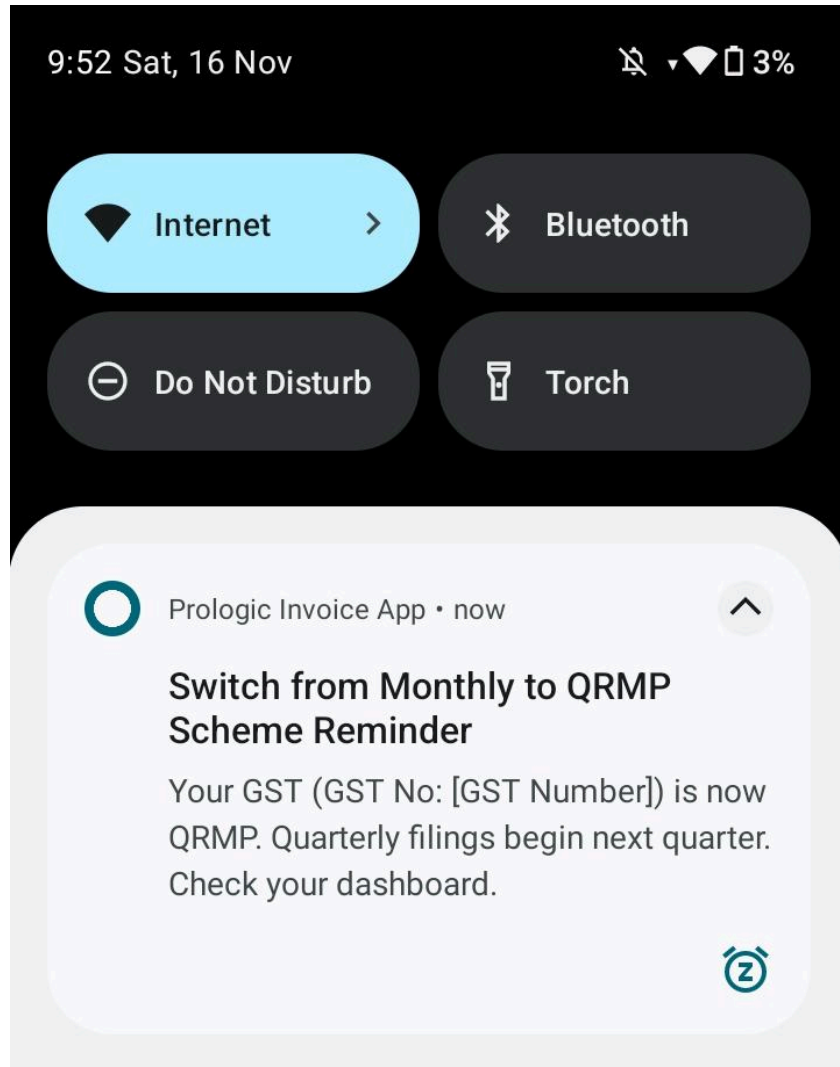 9:52 Sat, 16 Nov 3%
Internet
Bluetooth
Do Not Disturb
Torch
Prologic Invoice App • now
Switch from Monthly to QRMP
Scheme Reminder
Your GST (GST No: [GST Number]) is now
QRMP. Quarterly filings begin next quarter.
Check your dashboard.